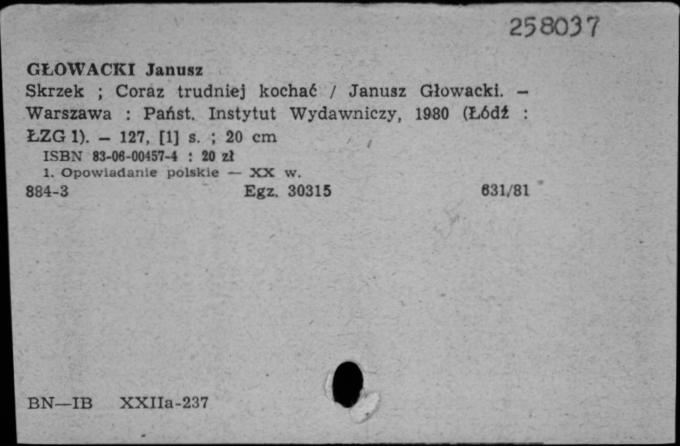 258037
GŁOWACKI Janusz
Skrzek ; Coraz trudniej kochać / Janusz Głowacki. –
Warszawa : Państ. Instytut Wydawniczy, 1980 (Łódź :
ŁZG 1). – 127, [1] s. ; 20 cm
ISBN 83-06-00457-4 : 20 zł
1. Opowiadanie polskie — XX w.
884-3 Egz. 30315 631/81
BN—IB XXIIa-237